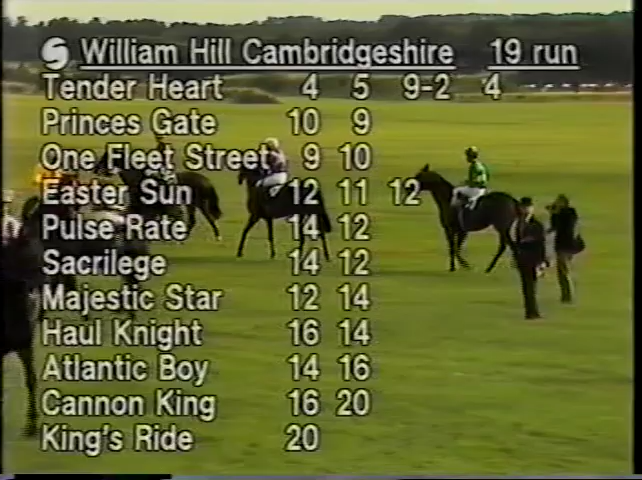 William Hill Cambridgeshire 19 run
Tender Heart 4 5 9-2 4
Princes Gate 10 9
One Fleet Street 9 10
Easter Sun 12 11 12
Pulse Rate 14 12
Sacrilege 14 12
Majestic Star 12 14
Haul Knight 16 14
Atlantic Boy 14 16
Cannon King 16 20
King's Ride 20